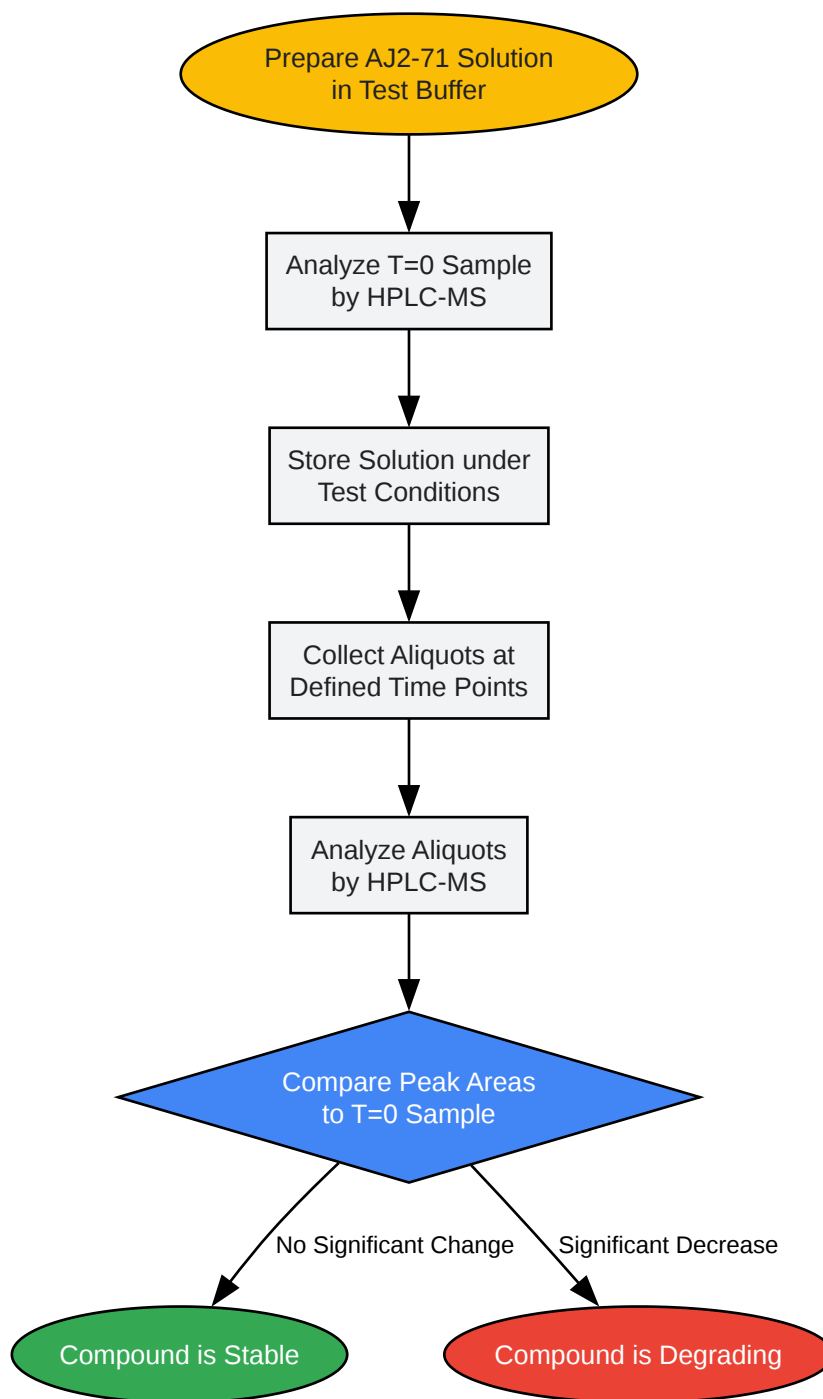 Prepare AJ2-71 Solution
in Test Buffer
Analyze T=0 Sample
by HPLC-MS
Store Solution under
Test Conditions
Collect Aliquots at
Defined Time Points
Analyze Aliquots
by HPLC-MS
Compare Peak Areas
to T=0 Sample
No Significant Change
Significant Decrease
Compound is Stable
Compound is Degrading